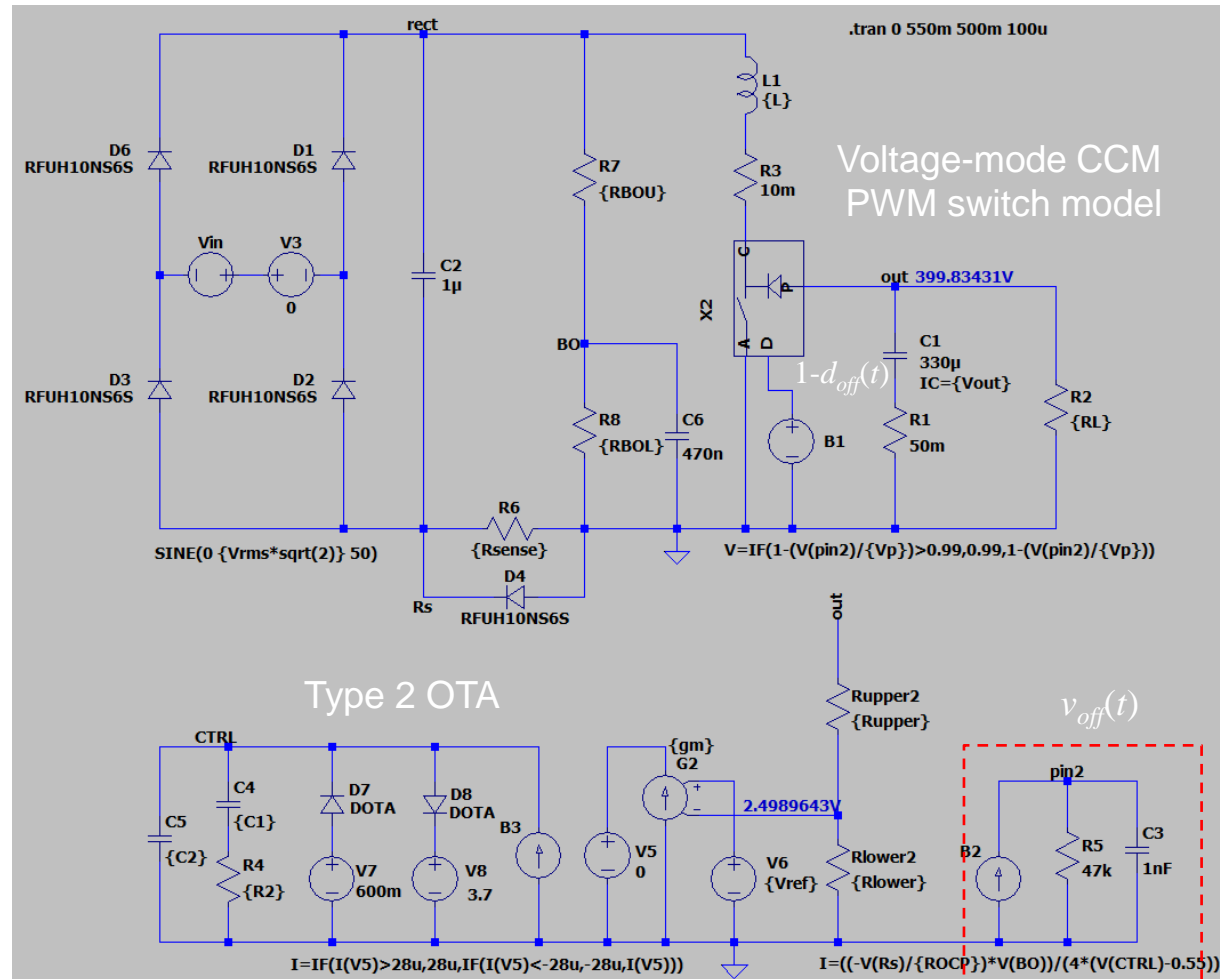 rect
.tran 0 550m 500m 100u
L1
{L}
D6
RFUH10NS6S
D1
RFUH10NS6S
R7
{RBOU}
R3
10m
Voltage-mode CCM
PWM switch model
Vin
V3
0
C2
1µ
C
P
X2
A
D
out 399.83431V
BO
C1
330µ
IC={Vout}
D3
RFUH10NS6S
D2
RFUH10NS6S
1-doff(t)
R2
{RL}
R8
{RBOL}
C6
470n
B1
R1
50m
R6
{Rsense}
SINE(0 {Vrms*sqrt(2)} 50)
V=IF(1-(V(pin2)/{Vp})>0.99,0.99,1-(V(pin2)/{Vp}))
D4
RFUH10NS6S
Rs
out
Type 2 OTA
Rupper2
{Rupper}
voff(t)
CTRL
{gm}
G2
pin2
C4
{C1}
D7
DOTA
D8
DOTA
2.4989643V
C5
{C2}
B3
B2
R5
47k
C3
1nF
R4
{R2}
V7
600m
V8
3.7
V5
0
V6
{Vref}
Rlower2
{Rlower}
I=IF(I(V5)>28u,28u,IF(I(V5)<-28u,-28u,I(V5)))
I=((-V(Rs)/{ROCP})*V(BO))/(4*(V(CTRL)-0.55))